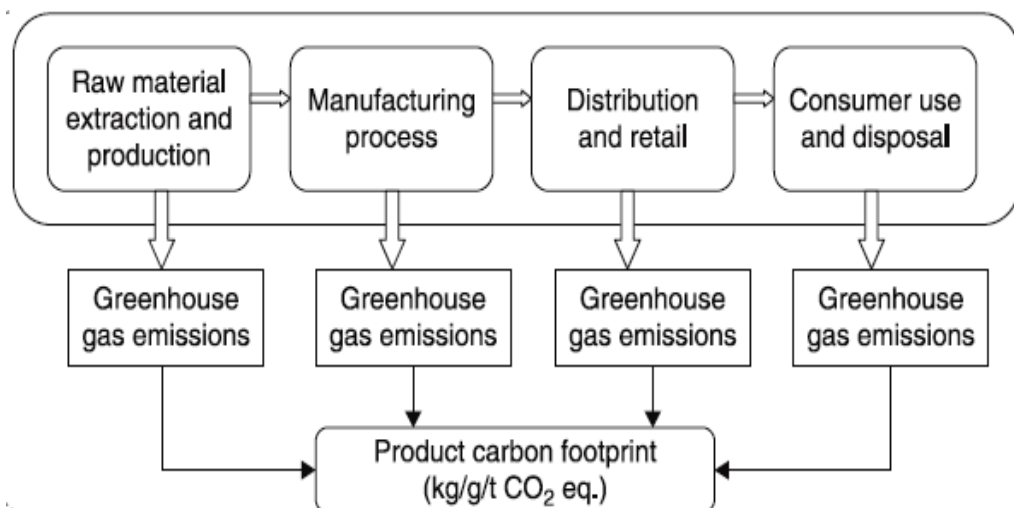 Raw material
extraction and
production
Manufacturing
process
Distribution
and retail
Consumer use
and disposal
Greenhouse
gas emissions
Greenhouse
gas emissions
Greenhouse
gas emissions
Greenhouse
gas emissions
Product carbon footprint
(kg/g/t CO₂ eq.)